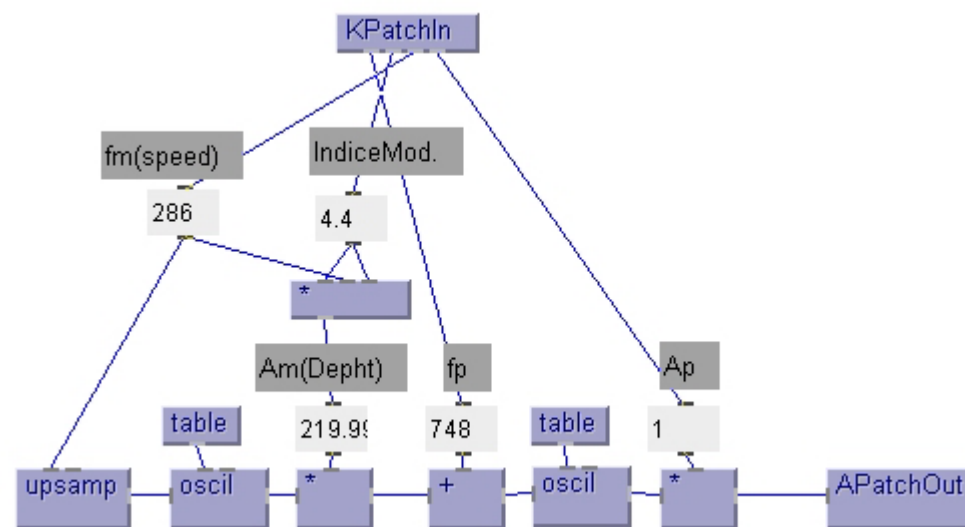 KPatchIn
fm(speed)
IndiceMod.
286
4.4
*
Am(Depht)
fp
Ap
table
219.99
748
table
1
upsamp
oscil
*
+
oscil
*
APatchOut